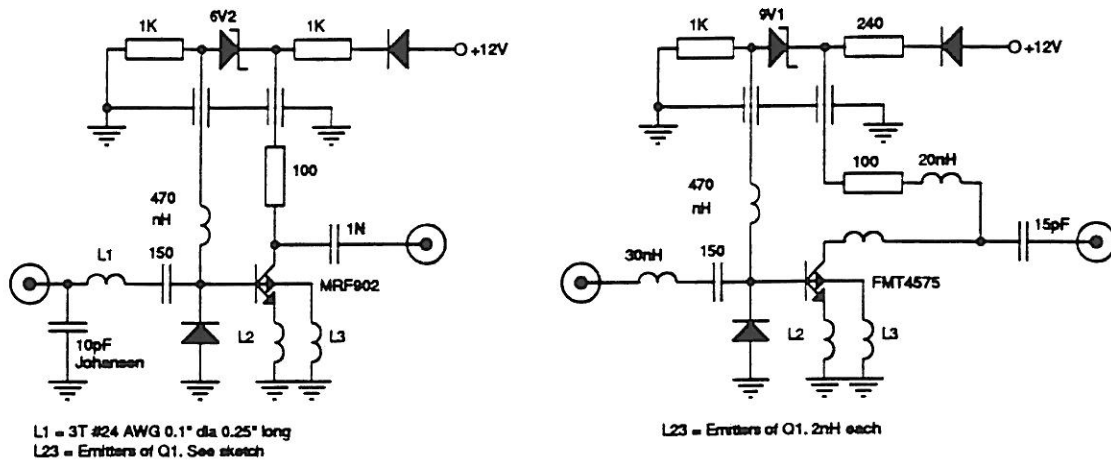 1K
6V2
1K
+12V
100
470
nH
L1
150
1N
MRF902
10pF
Johansen
L2
L3
L1 = 3T #24 AWG 0.1" dia 0.25" long
L23 = Emitters of Q1. See sketch
1K
9V1
240
+12V
100
20nH
470
nH
15pF
30nH
150
FMT4575
L2
L3
L23 = Emitters of Q1. 2nH each